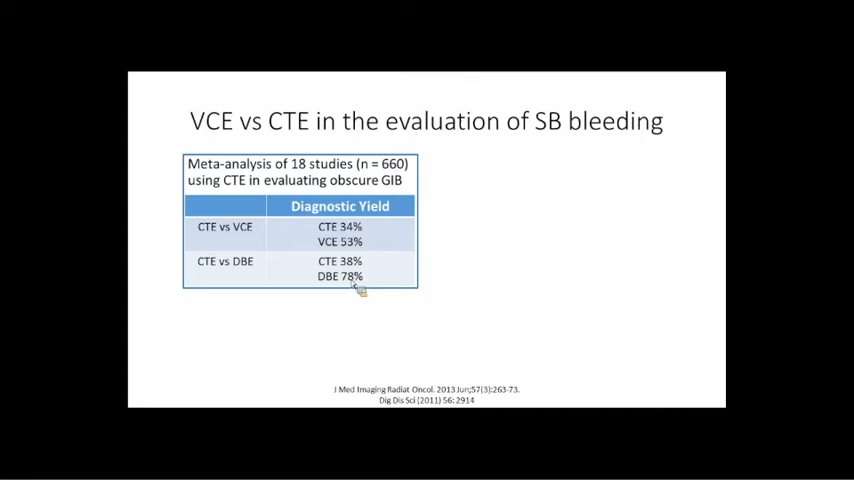 VCE vs CTE in the evaluation of SB bleeding
Meta-analysis of 18 studies (n = 660)
using CTE in evaluating obscure GIB
Diagnostic Yield
CTE vs VCE
CTE 34%
VCE 53%
CTE vs DBE
CTE 38%
DBE 78%
J Med Imaging Radiat Oncol. 2013 Jun;57(3):263-73.
Dig Dis Sci (2011) 56: 2914